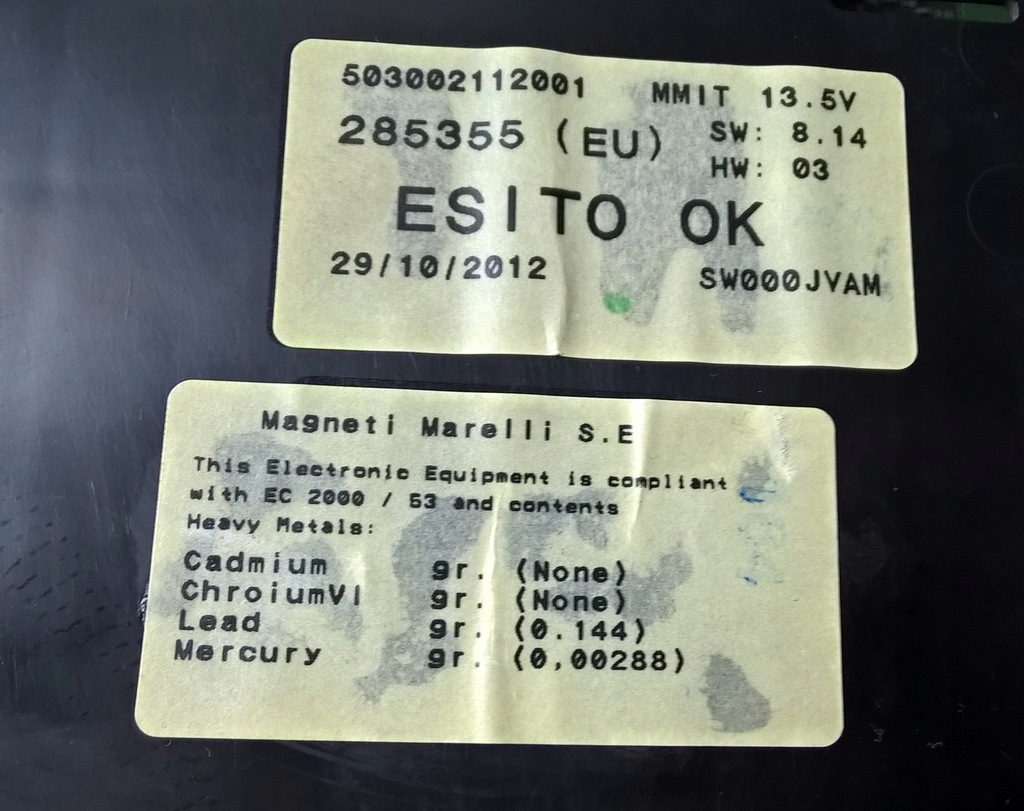 503002112001 MMIT 13.5V
285355 (EU) SW: 8.14
HW: 03
ESITO OK
29/10/2012 SW000JYAM
Magneti Marelli S.E
This Electronic Equipment is compliant
with EC 2000 / 53 and contents
Heavy Metals:
Cadmium gr. (None)
ChroiumVI gr. (None)
Lead gr. (0.144)
Mercury gr. (0,00288)